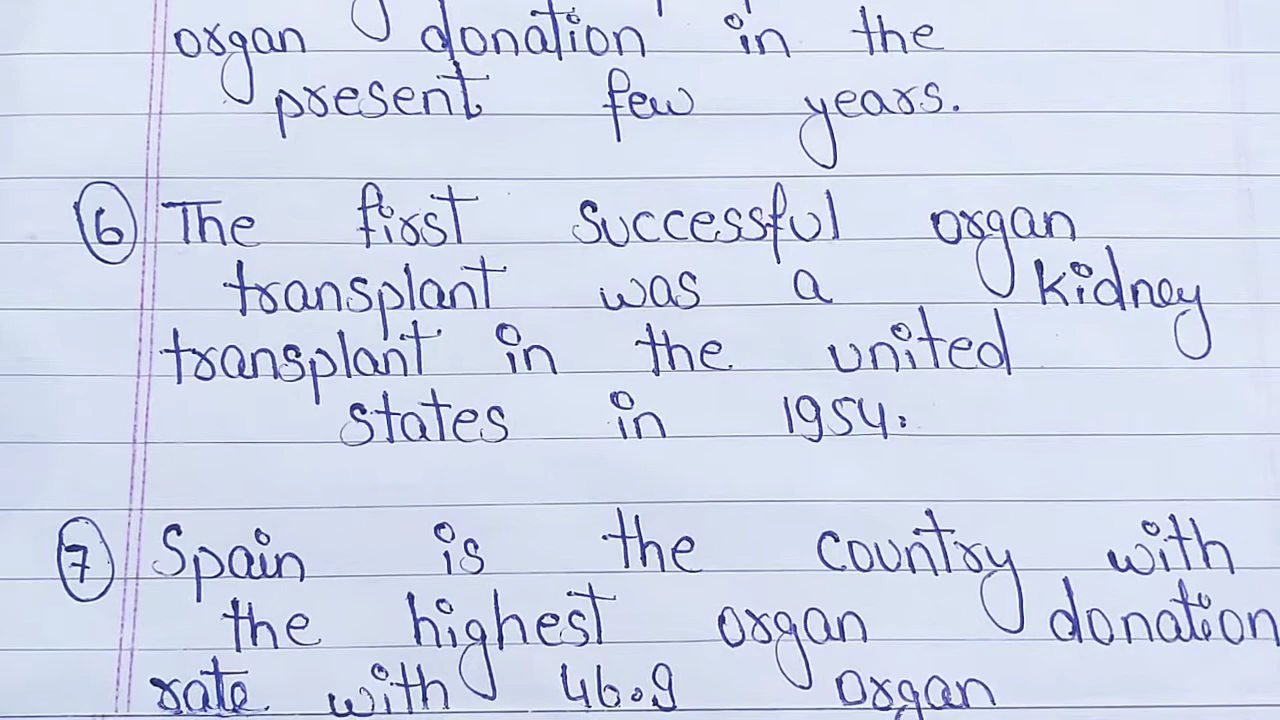 organ donation in the
present few years.
6 The first successful organ
transplant was a kidney
transplant in the united
states in 1954.
7 Spain is the country with
the highest organ donation
rate with 46.9 organ